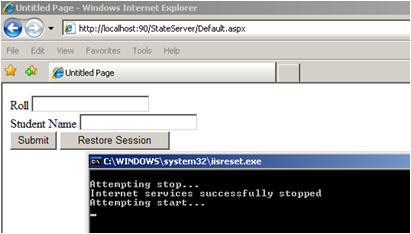 Untitled Page - Windows Internet Explorer
http://localhost:90/StateServer/Default.aspx
File Edit View Favorites Tools Help
Untitled Page
Roll
Student Name
Submit Restore Session
C:\WINDOWS\system32\iisreset.exe
Attempting stop...
Internet services successfully stopped
Attempting start...